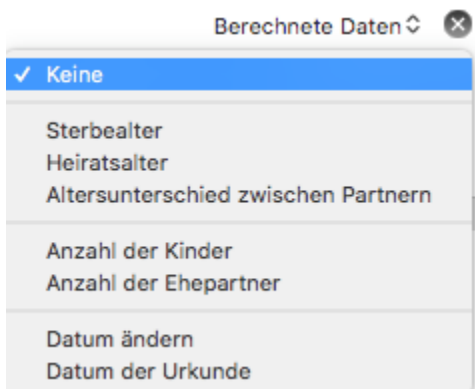 Berechnete Daten
Keine
Sterbealter
Heiratsalter
Altersunterschied zwischen Partnern
Anzahl der Kinder
Anzahl der Ehepartner
Datum ändern
Datum der Urkunde